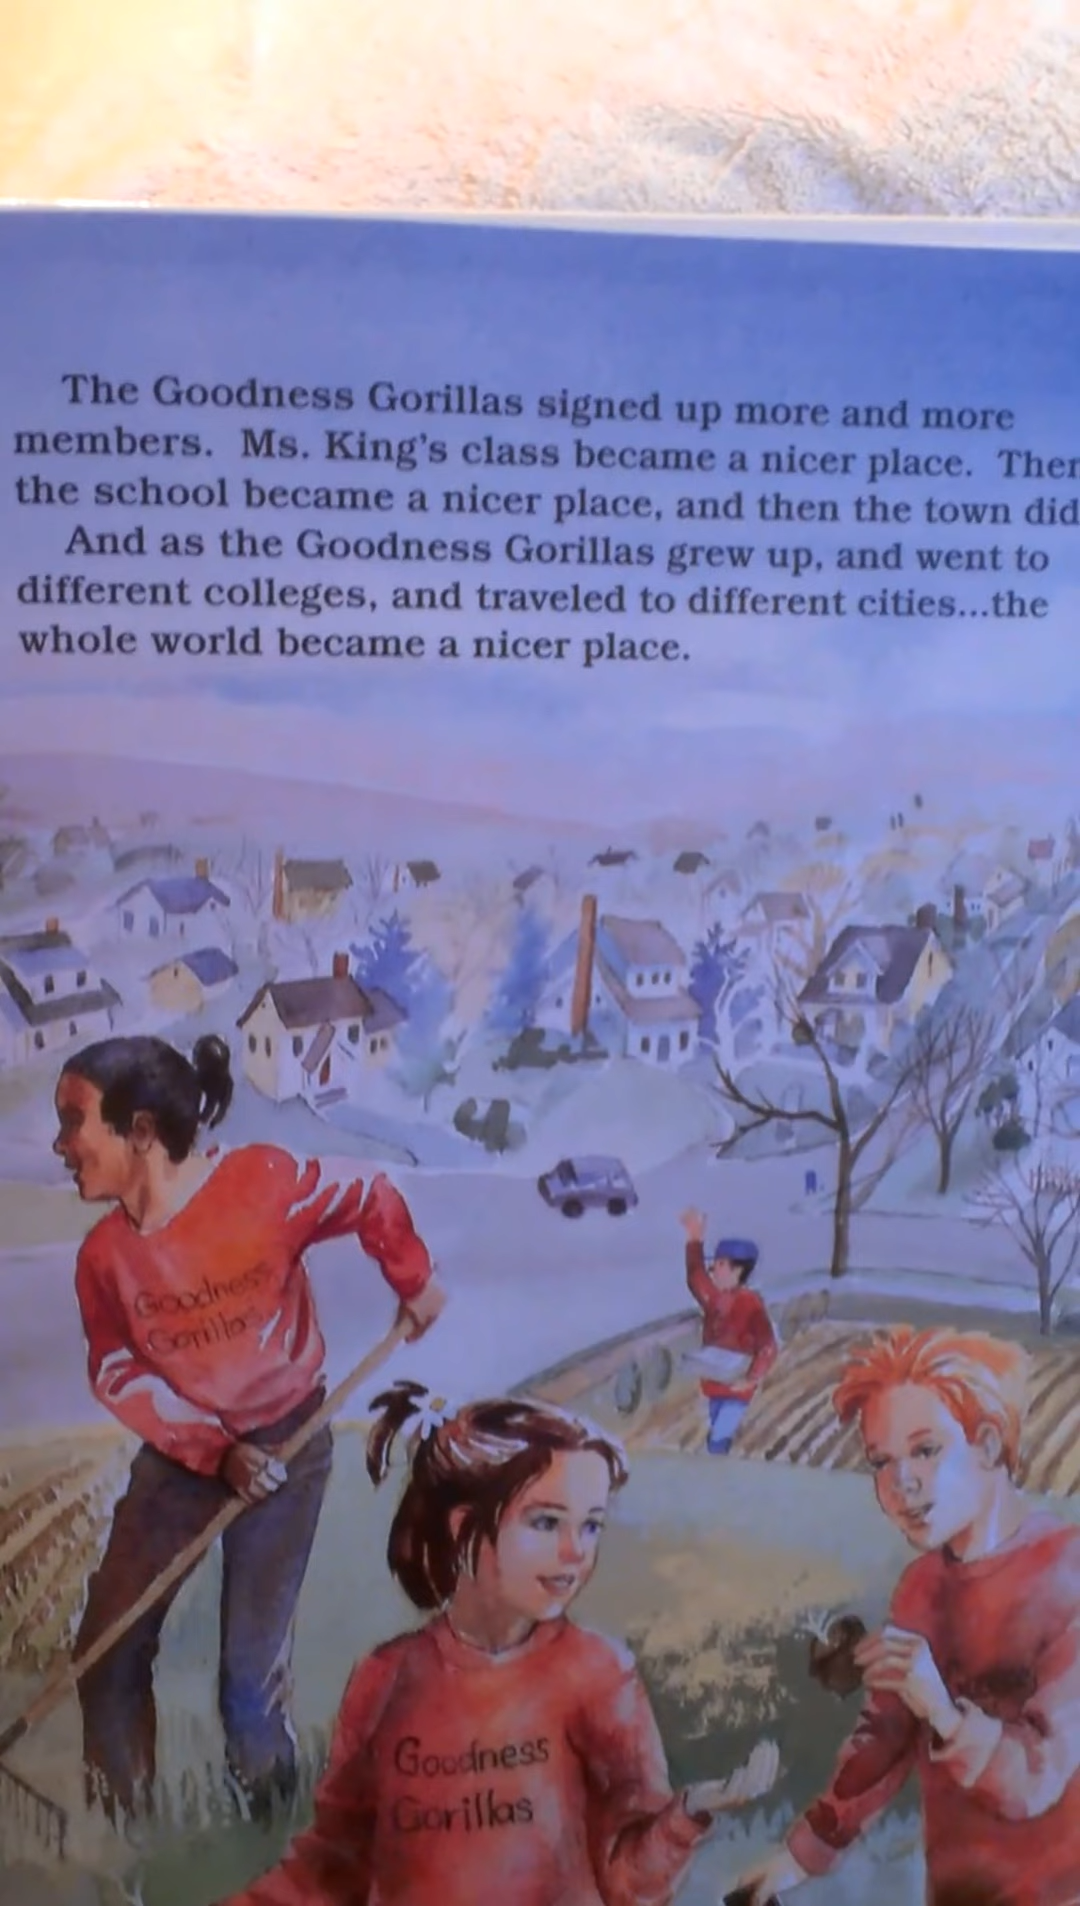 The Goodness Gorillas signed up more and more
members. Ms. King's class became a nicer place. Then
the school became a nicer place, and then the town did
And as the Goodness Gorillas grew up, and went to
different colleges, and traveled to different cities...the
whole world became a nicer place.
Goodness
Gorillas
Goodness
Gorillas